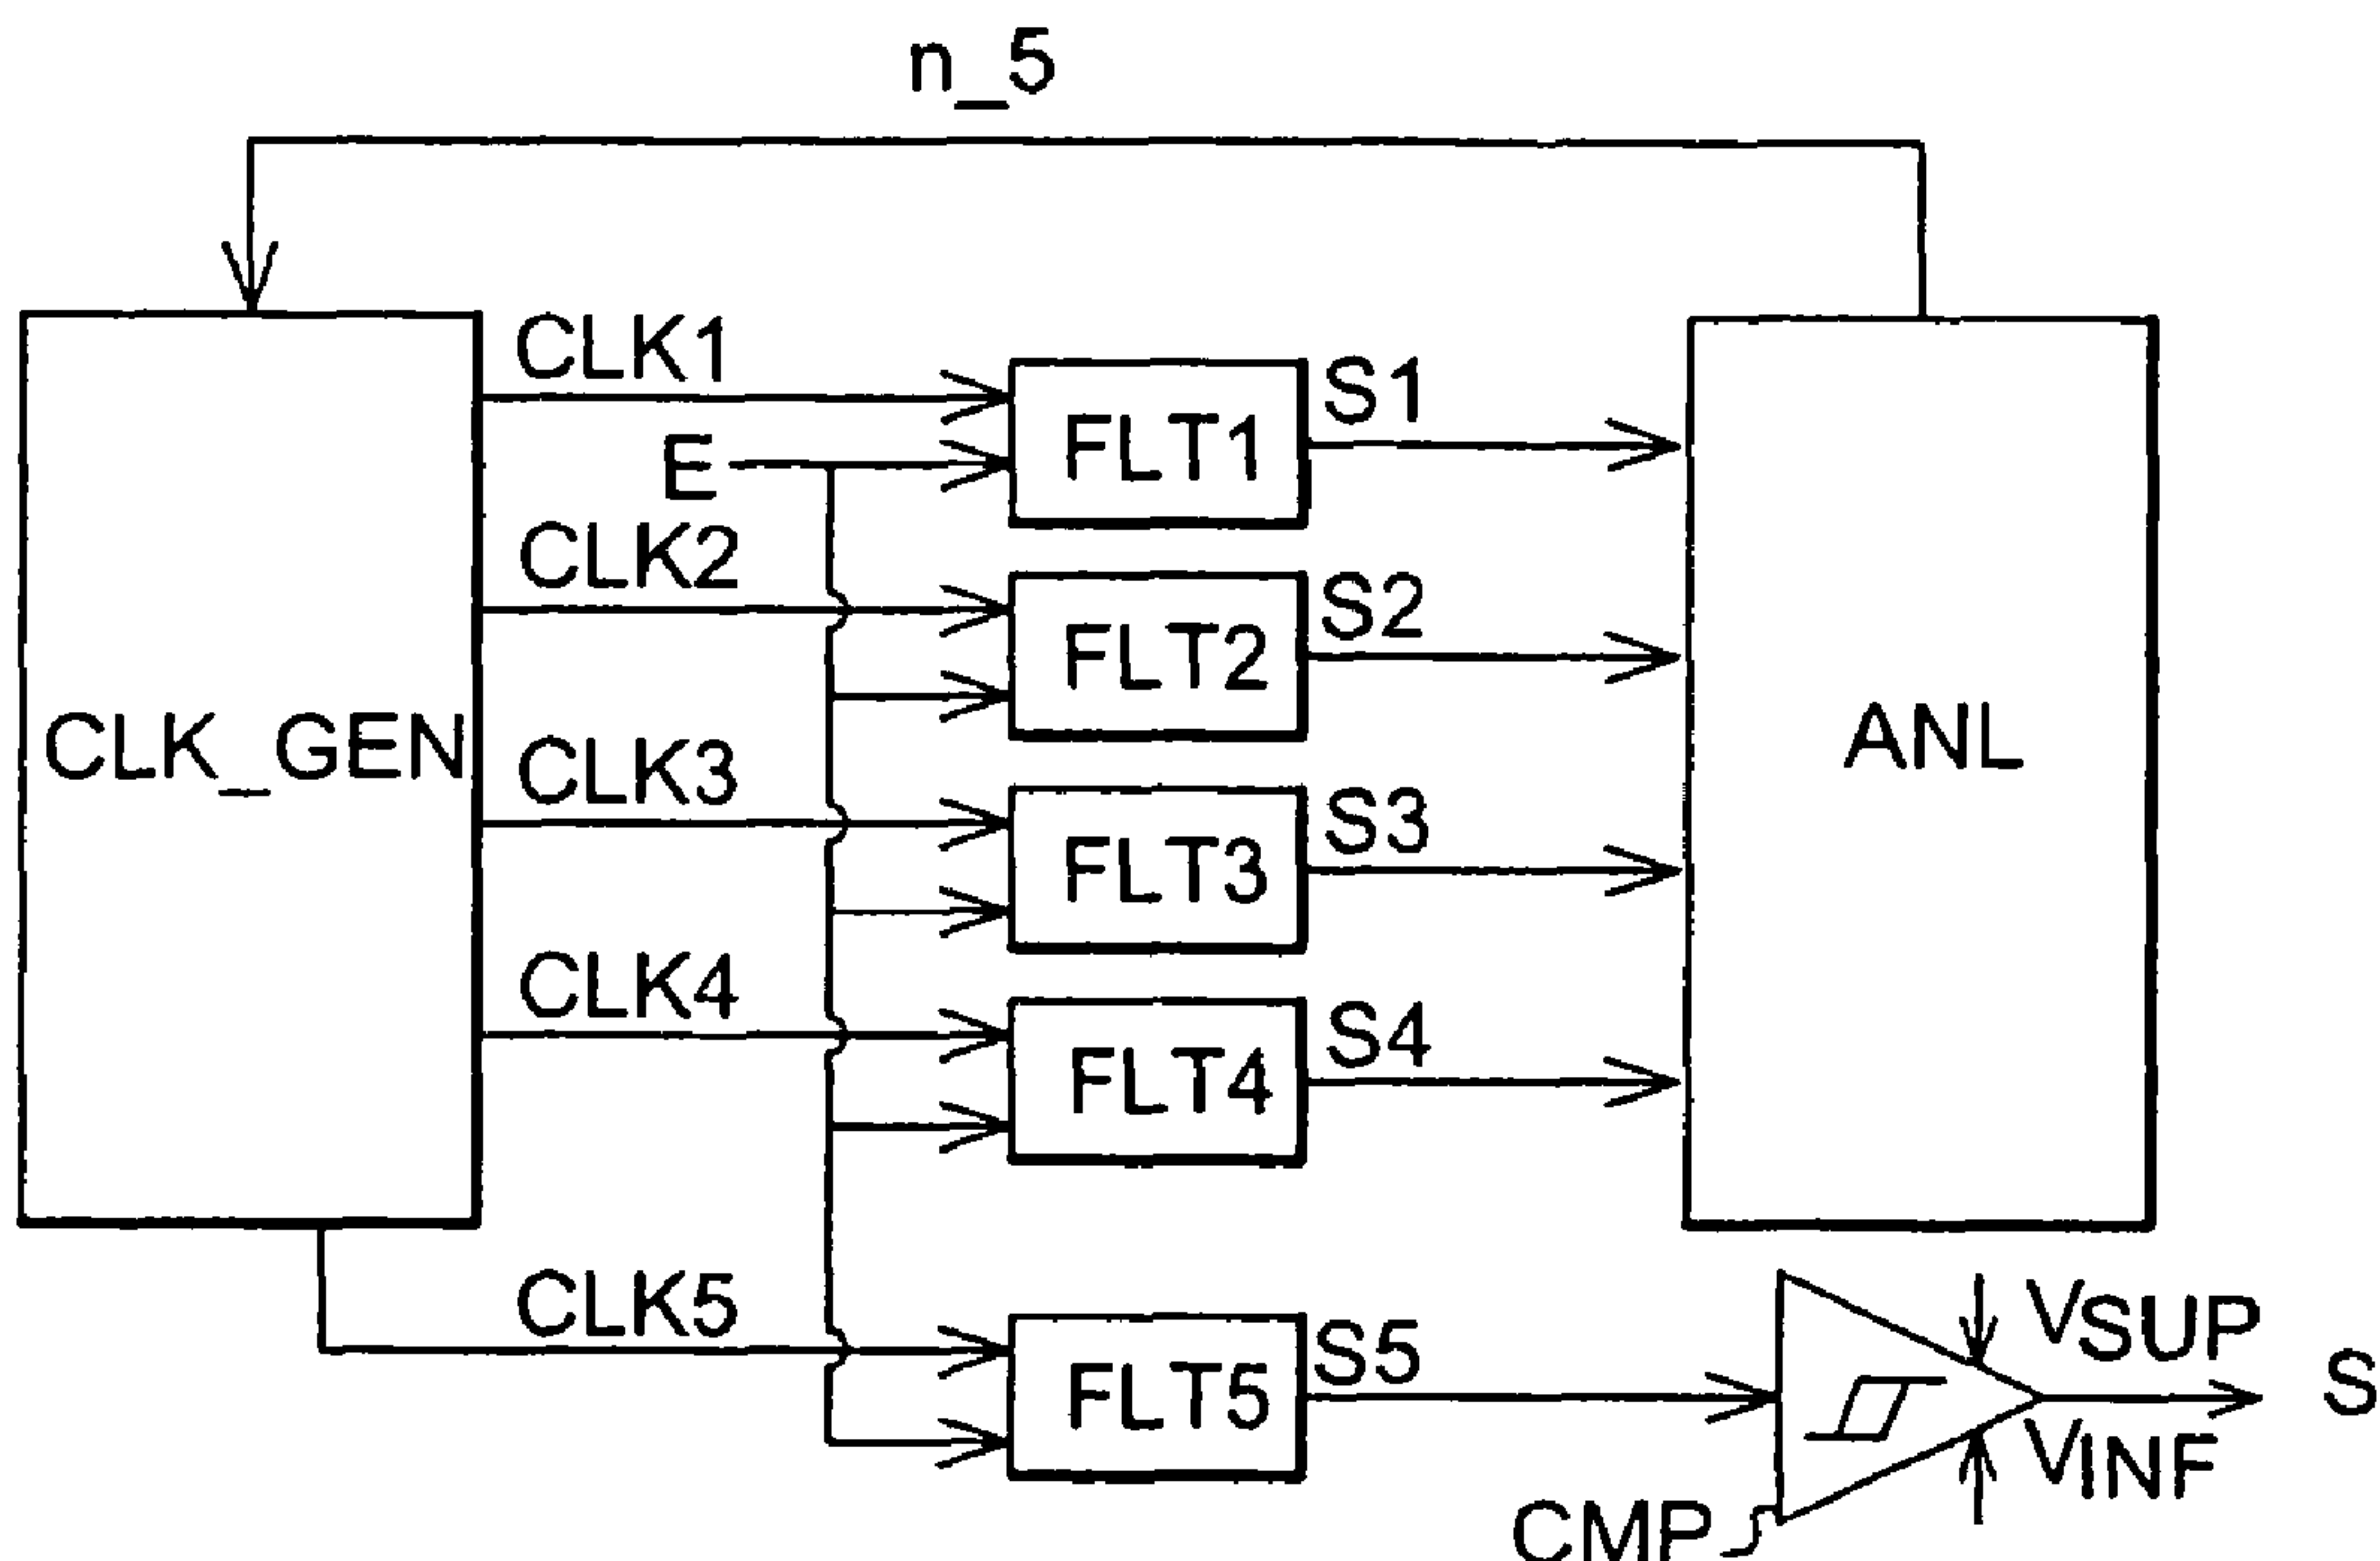 n_5
CLK1
S1
FLT1
E
CLK2
S2
FLT2
CLK_GEN
CLK3
S3
FLT3
ANL
CLK4
S4
FLT4
CLK5
S5
FLT5
VSUP
S
VINF
CMP